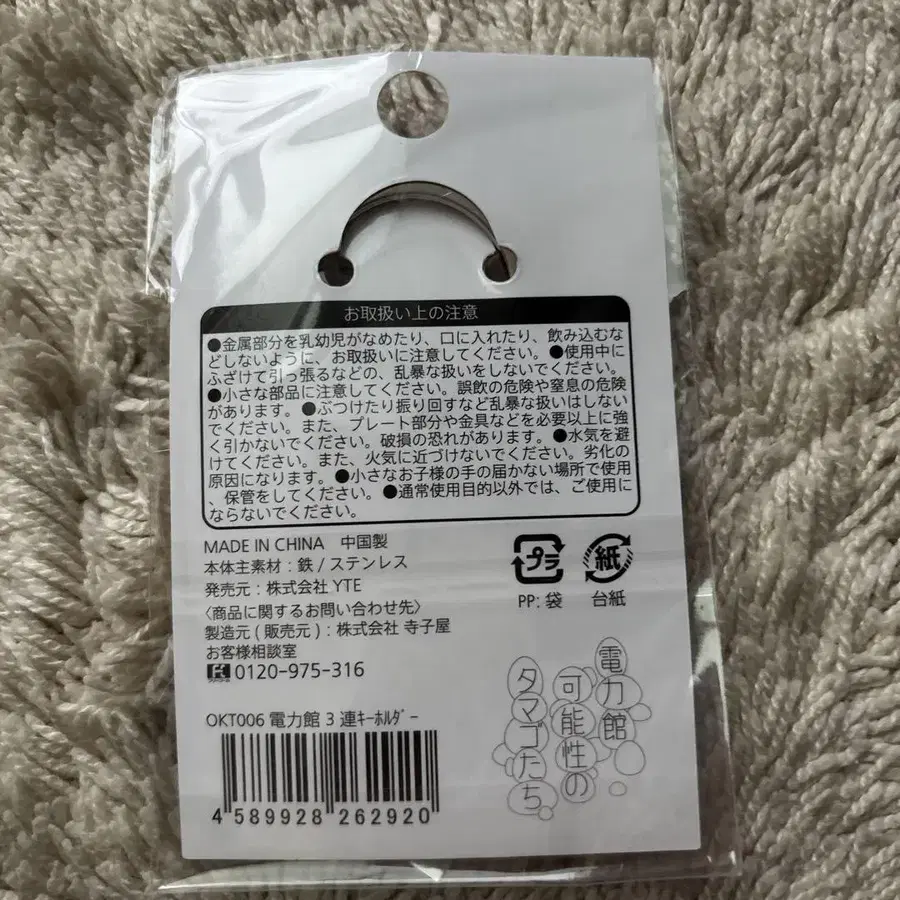 お取扱い上の注意
●金属部分を乳幼児がなめたり、口に入れたり、飲み込むな
どしないように、お取扱いに注意してください。●使用中に
ふざけて引っ張るなどの、乱暴な扱いをしないでください。
●小さな部品に注意してください。誤飲の危険や窒息の危険
があります。●ぶつけたり振り回すなど乱暴な扱いはしない
でください。また、プレート部分や金具などを必要以上に強
く引かないでください。破損の恐れがあります。●水気を避
けてください。また、火気に近づけないでください。劣化の
原因になります。●小さなお子様の手の届かない場所で使用
、保管をしてください。●通常使用目的以外では、ご使用に
ならないでください。
MADE IN CHINA 中国製
本体主素材：鉄 / ステンレス
発売元：株式会社 YTE
〈商品に関するお問い合わせ先〉
製造元 ( 販売元 ) : 株式会社 寺子屋
お客様相談室
0120-975-316
プラ
PP: 袋
紙
台紙
OKT006 電力館 3 連ｷｰﾎﾙﾀﾞｰ
4 589928 262920
電力館
可能性の
タマゴたち